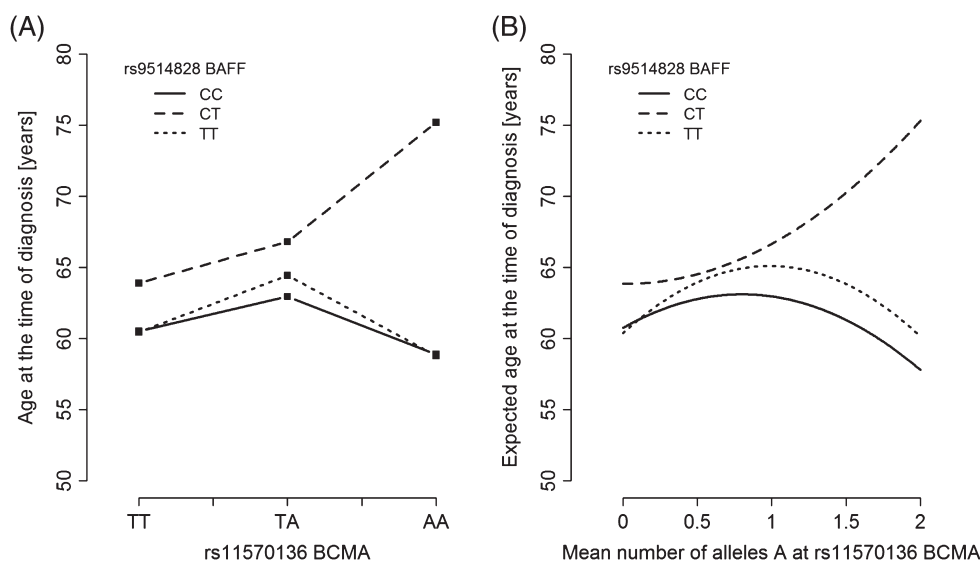 (A)
Age at the time of diagnosis [years]
80
75
70
65
60
55
50
rs9514828 BAFF
CC
CT
TT
TT TA AA
rs11570136 BCMA
(B)
Expected age at the time of diagnosis [years]
80
75
70
65
60
55
50
rs9514828 BAFF
CC
CT
TT
0 0.5 1 1.5 2
Mean number of alleles A at rs11570136 BCMA